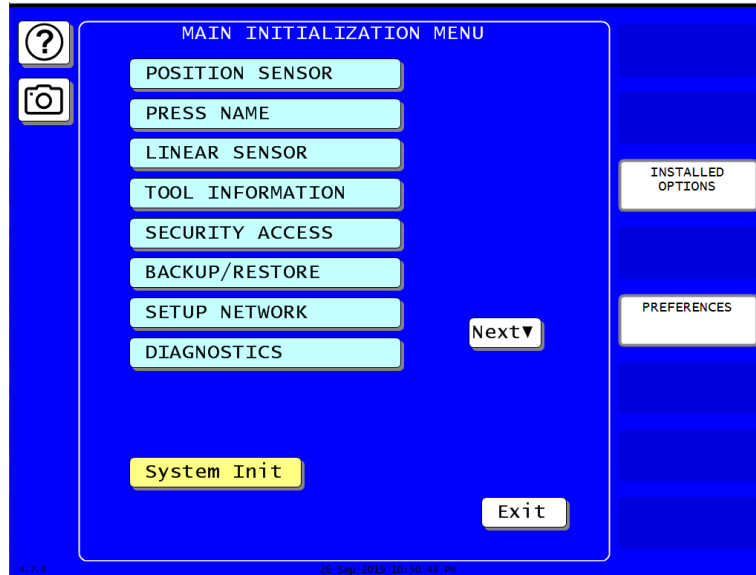 MAIN INITIALIZATION MENU
?
POSITION SENSOR
PRESS NAME
LINEAR SENSOR
TOOL INFORMATION
SECURITY ACCESS
BACKUP/RESTORE
SETUP NETWORK
DIAGNOSTICS
Next▼
System Init
Exit
INSTALLED
OPTIONS
PREFERENCES
26-Sep-2019 10:50:48 PM